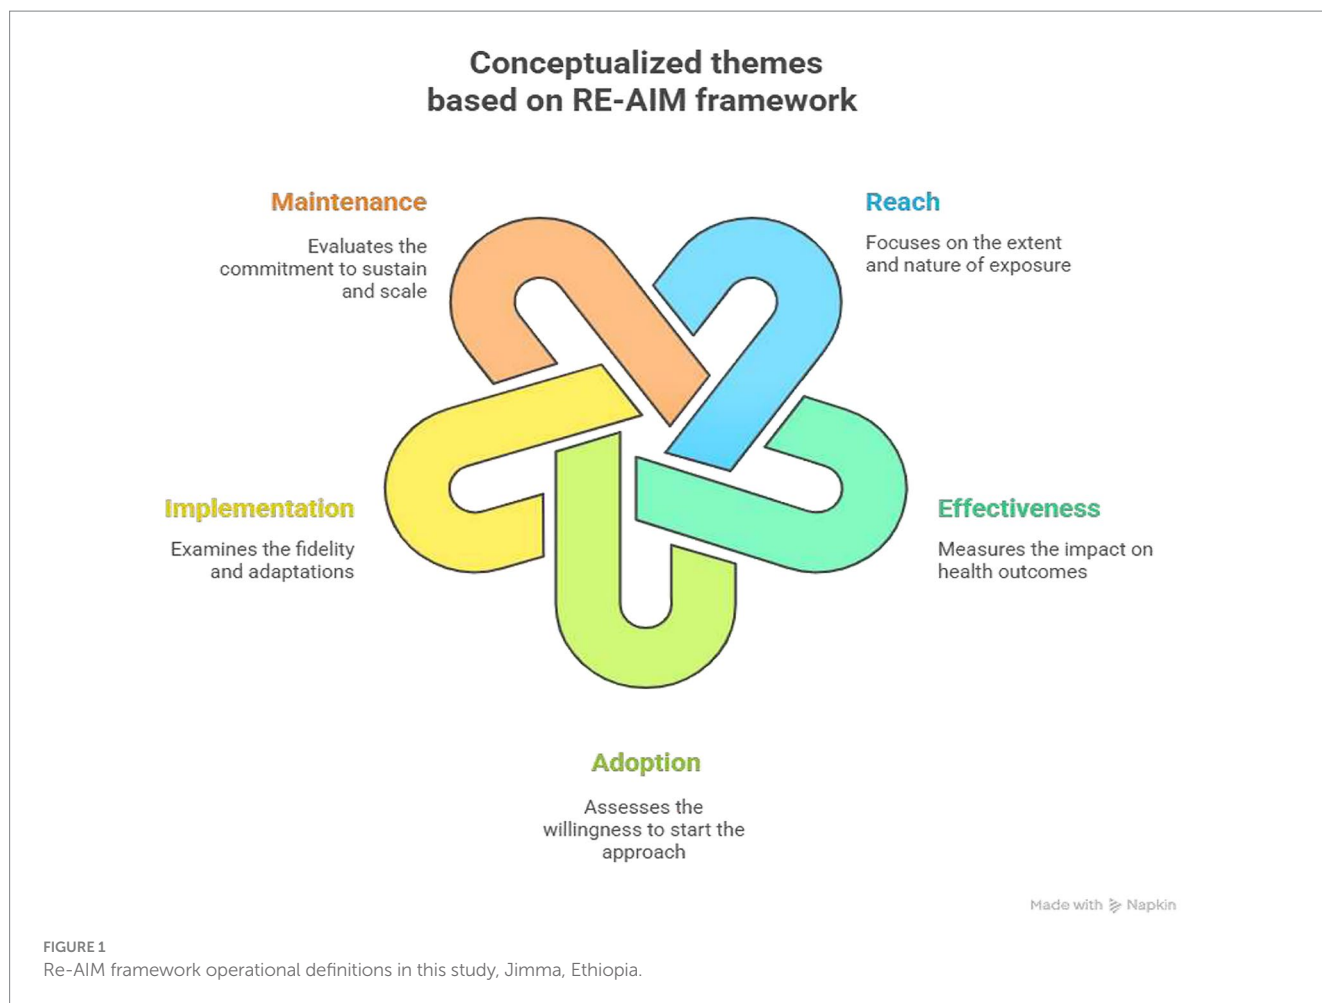 Conceptualized themes
based on RE-AIM framework
Maintenance
Evaluates the
commitment to sustain
and scale
Reach
Focuses on the extent
and nature of exposure
Implementation
Examines the fidelity
and adaptations
Effectiveness
Measures the impact on
health outcomes
Adoption
Assesses the
willingness to start the
approach
Made with Napkin
FIGURE 1
Re-AIM framework operational definitions in this study, Jimma, Ethiopia.